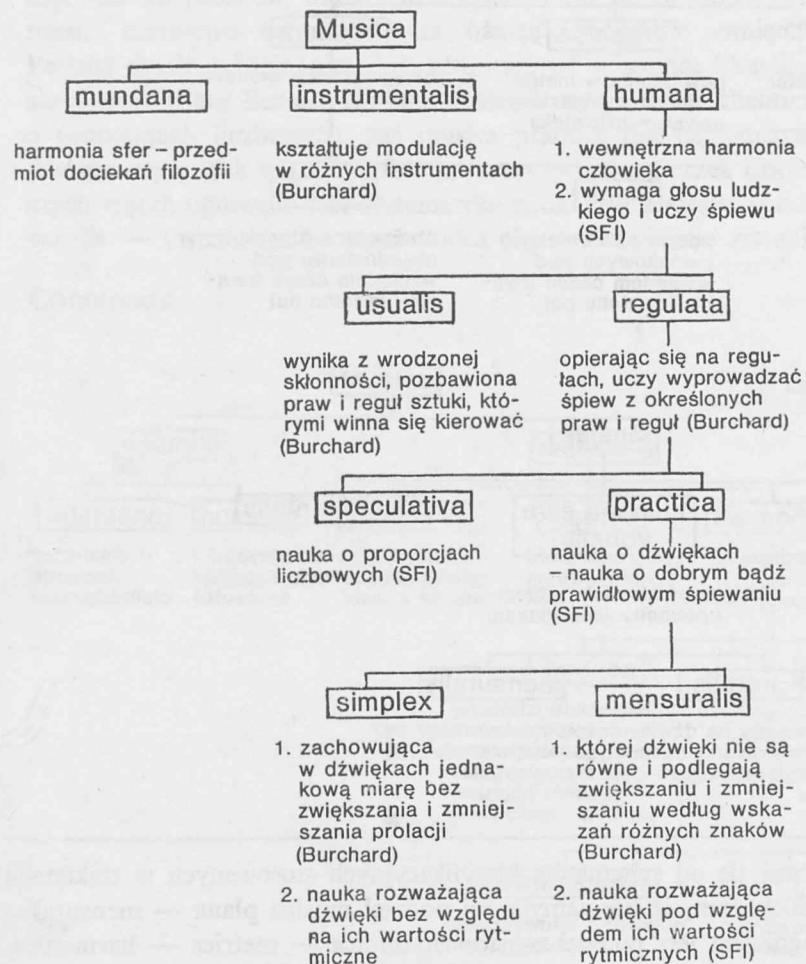 Musica
mundana
instrumentalis
humana
harmonia sfer – przed-
miot dociekań filozofii
kształtuje modulację
w różnych instrumentach
(Burchard)
1. wewnętrzna harmonia
człowieka
2. wymaga głosu ludz-
kiego i uczy śpiewu
(SFI)
usualis
regulata
wynika z wrodzonej
skłonności, pozbawiona
praw i reguł sztuki, któ-
rymi winna się kierować
(Burchard)
opierając się na regu-
łach, uczy wyprowadzać
śpiew z określonych
praw i reguł (Burchard)
speculativa
practica
nauka o proporcjach
liczbowych (SFI)
nauka o dźwiękach
– nauka o dobrym bądź
prawidłowym śpiewaniu
(SFI)
simplex
mensuralis
1. zachowująca
w dźwiękach jedna-
kową miarę bez
zwiększania i zmniej-
szania prolacji
(Burchard)
2. nauka rozważająca
dźwięki bez względu
na ich wartości ryt-
miczne
1. której dźwięki nie są
równe i podlegają
zwiększaniu i zmniej-
szaniu według wska-
zań różnych znaków
(Burchard)
2. nauka rozważająca
dźwięki pod wzglę-
dem ich wartości
rytmicznych (SFI)